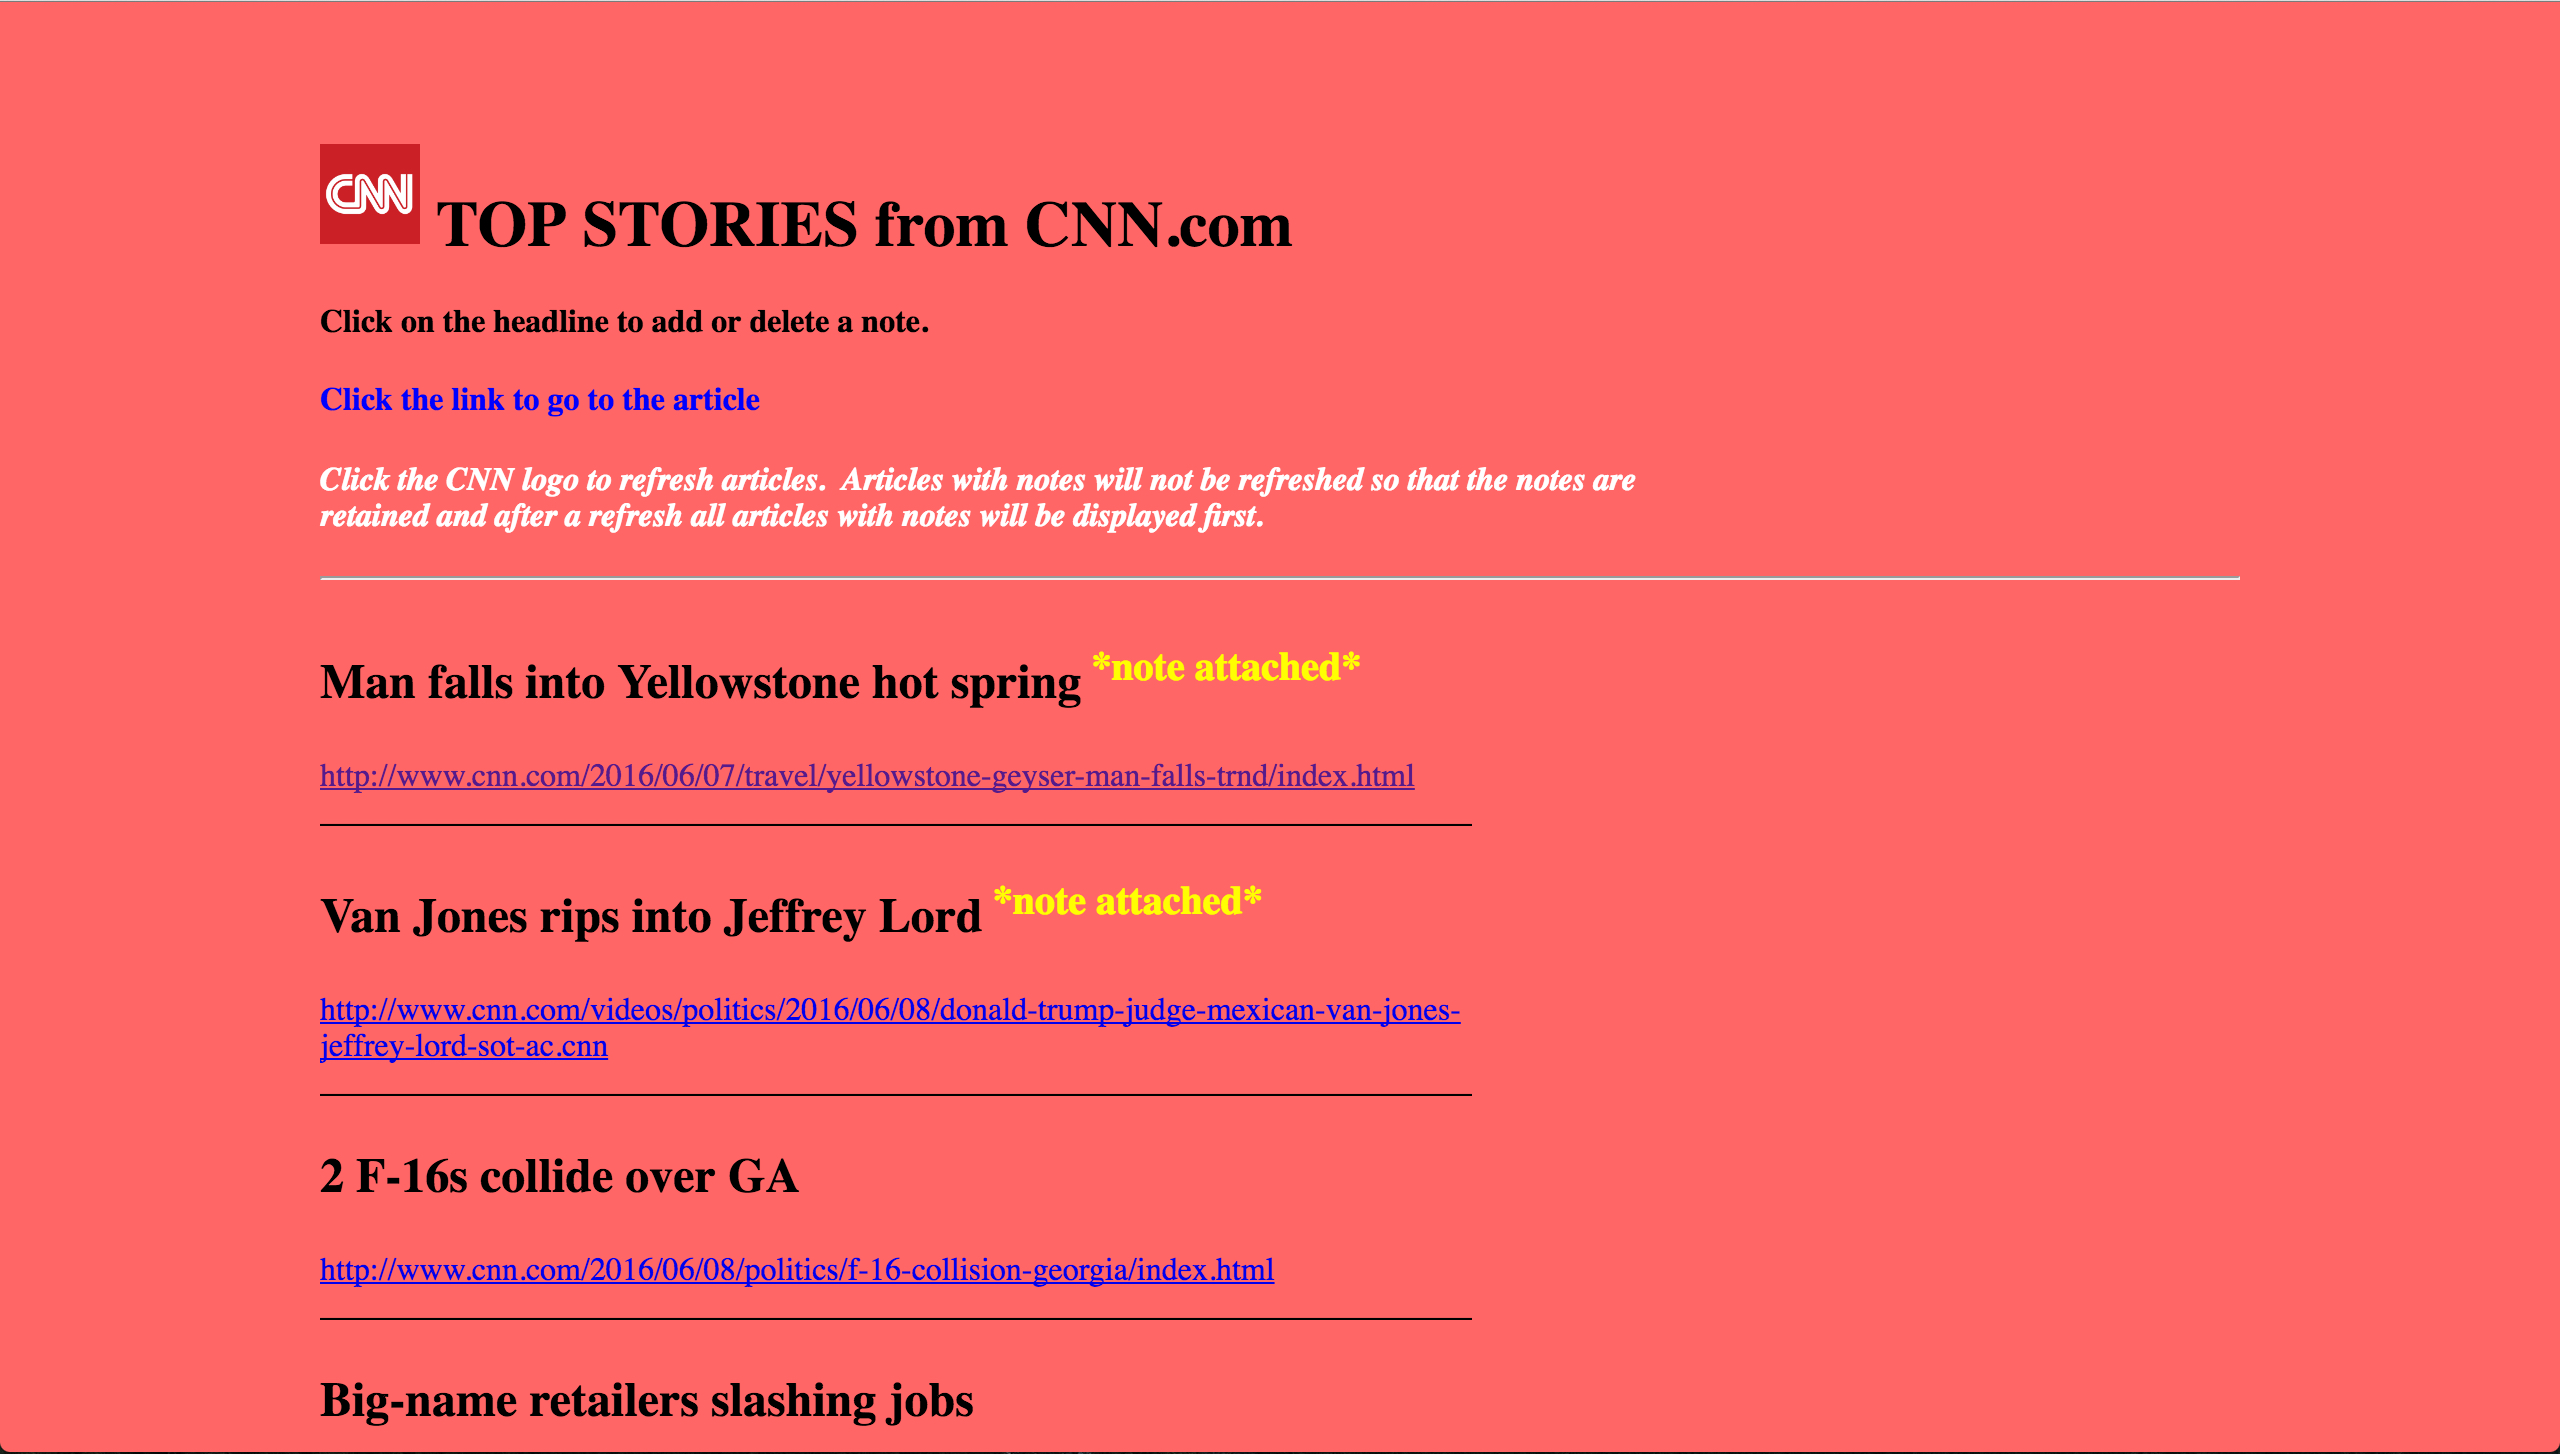 CNN TOP STORIES from CNN.com
Click on the headline to add or delete a note.
Click the link to go to the article
Click the CNN logo to refresh articles.  Articles with notes will not be refreshed so that the notes are
retained and after a refresh all articles with notes will be displayed first.
Man falls into Yellowstone hot spring *note attached*
http://www.cnn.com/2016/06/07/travel/yellowstone-geyser-man-falls-trnd/index.html
Van Jones rips into Jeffrey Lord *note attached*
http://www.cnn.com/videos/politics/2016/06/08/donald-trump-judge-mexican-van-jones-
jeffrey-lord-sot-ac.cnn
2 F-16s collide over GA
http://www.cnn.com/2016/06/08/politics/f-16-collision-georgia/index.html
Big-name retailers slashing jobs